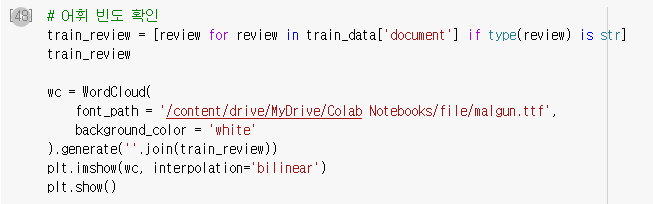 [48] # 어휘 빈도 확인
train_review = [review for review in train_data['document'] if type(review) is str]
train_review

wc = WordCloud(
    font_path = '/content/drive/MyDrive/Colab Notebooks/file/malgun.ttf',
    background_color = 'white'
).generate(''.join(train_review))
plt.imshow(wc, interpolation='bilinear')
plt.show()